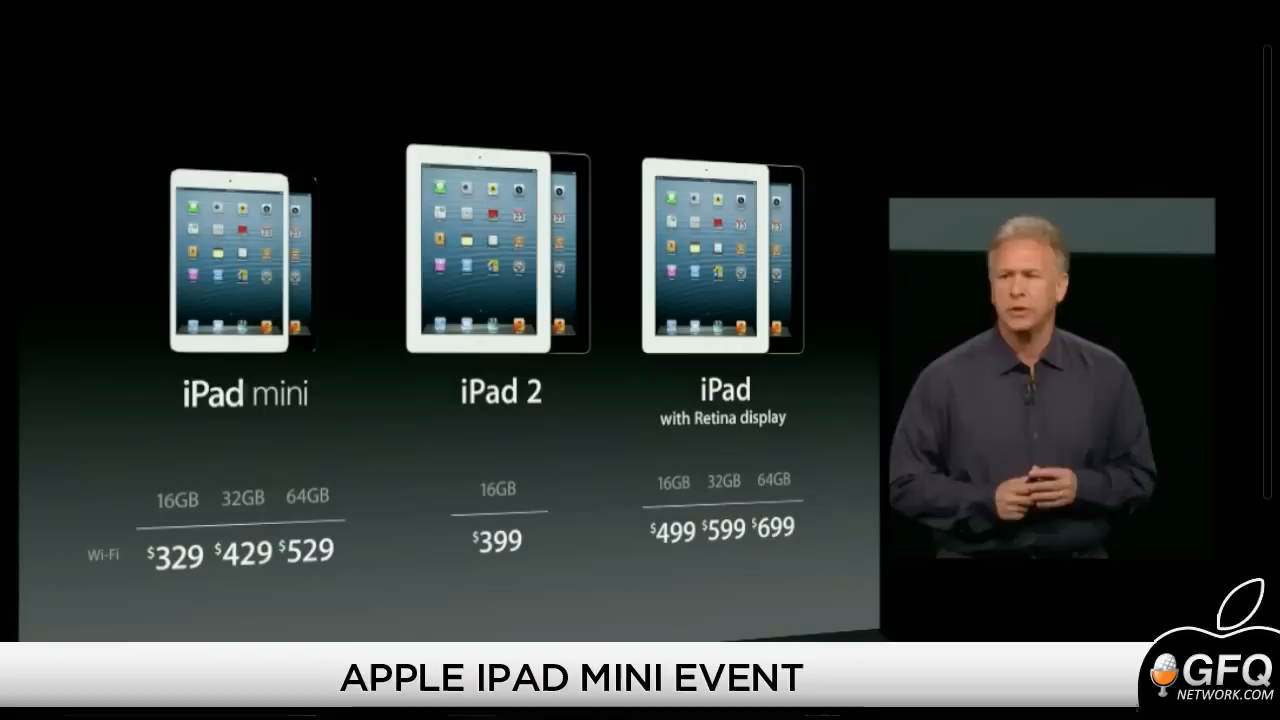 iPad mini
iPad 2
iPad
with Retina display
16GB 32GB 64GB
16GB
16GB 32GB 64GB
Wi-Fi $329 $429 $529
$399
$499 $599 $699
APPLE IPAD MINI EVENT
GFQ
NETWORK.COM